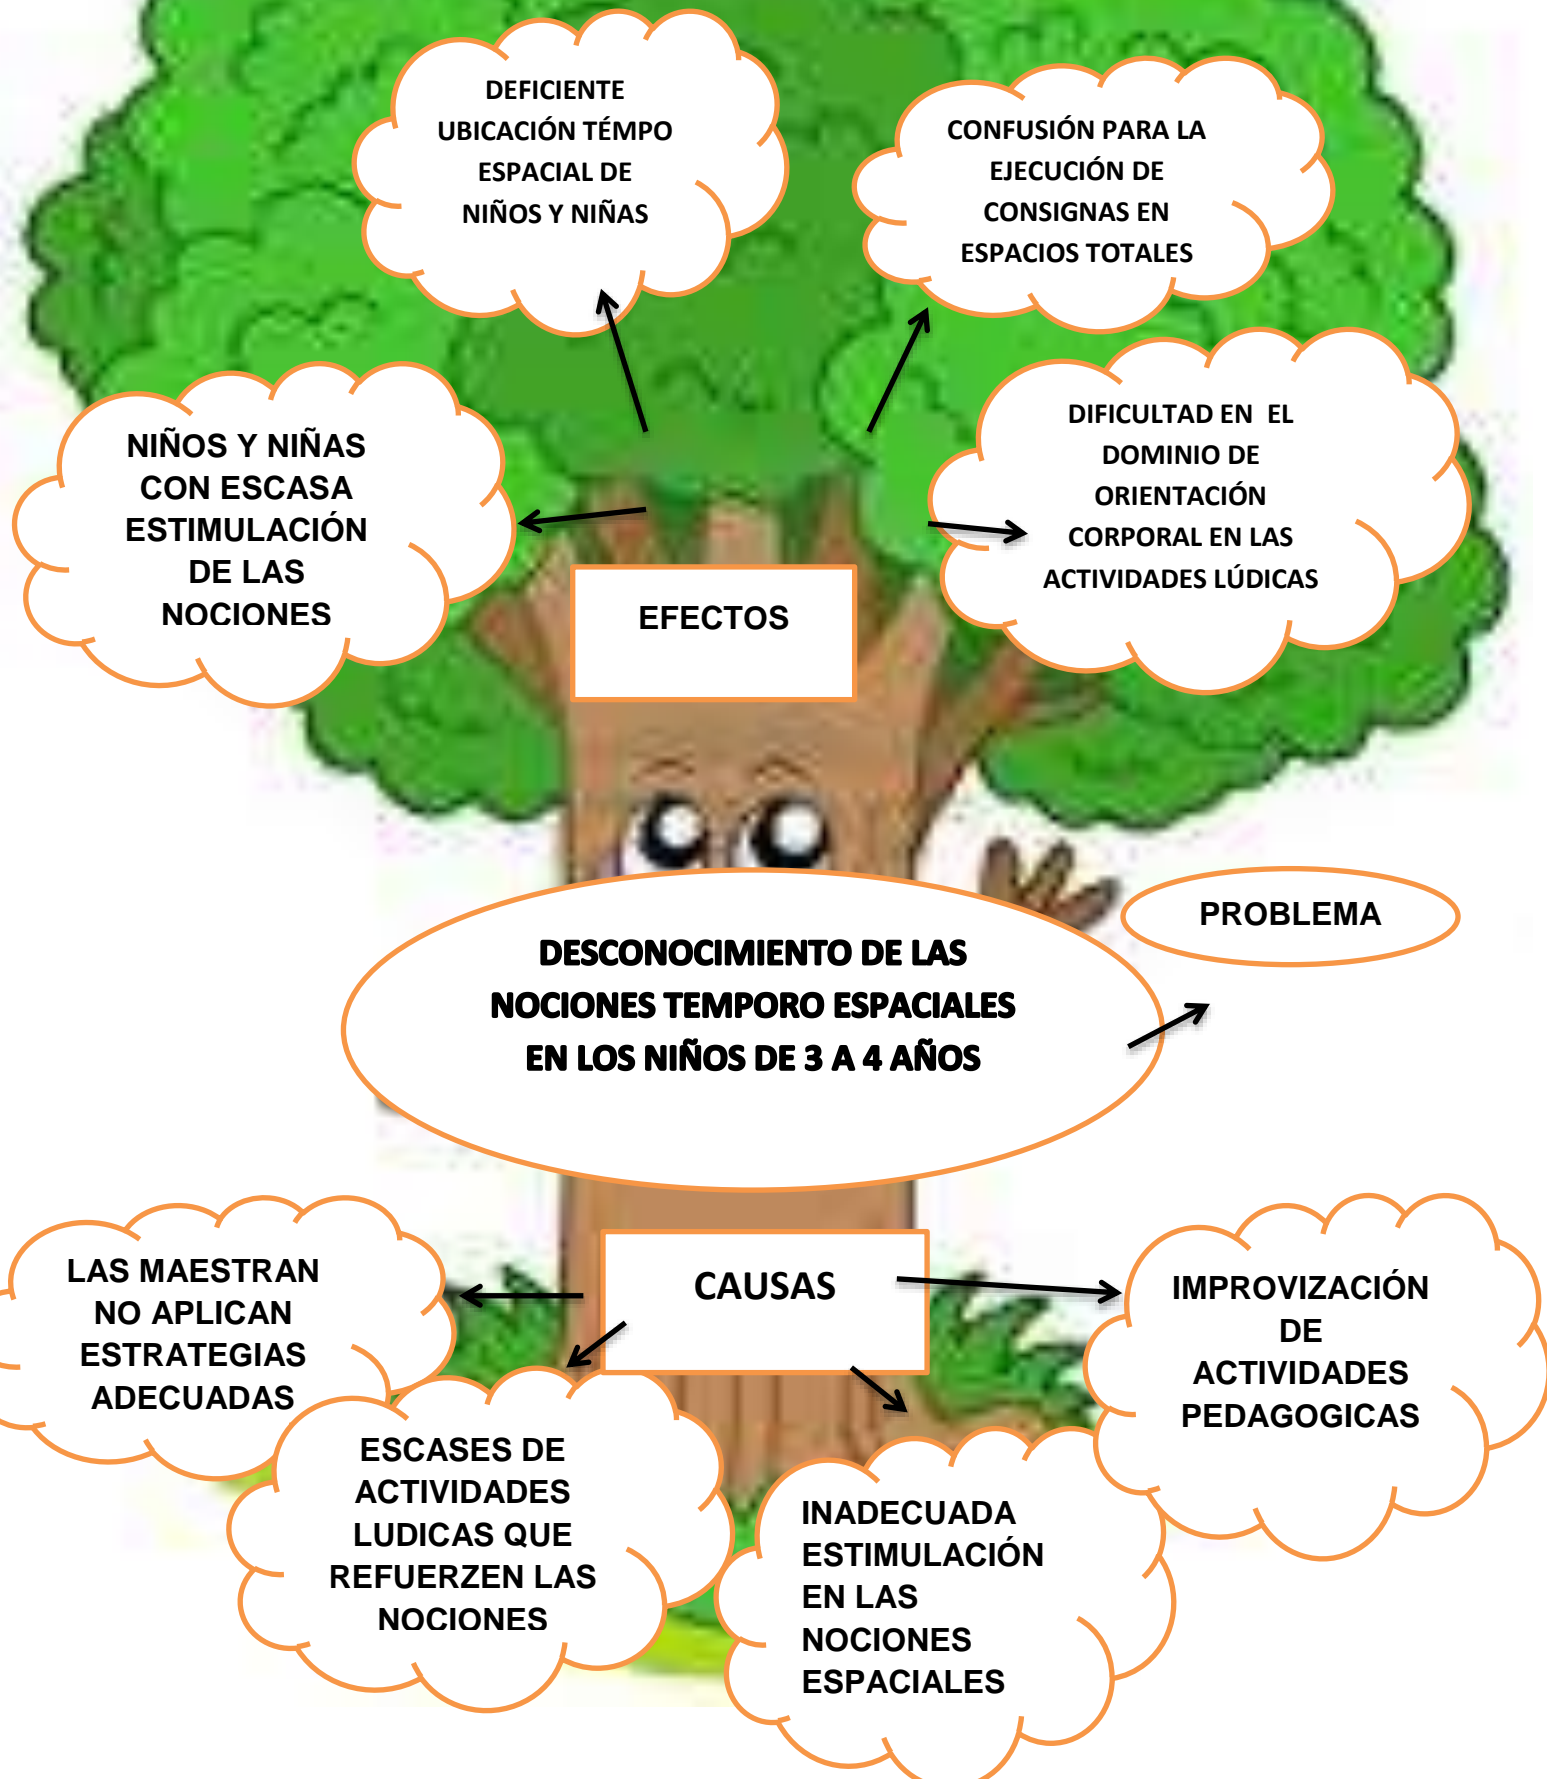 DEFICIENTE
UBICACIÓN TÉMPO
ESPACIAL DE
NIÑOS Y NIÑAS
CONFUSIÓN PARA LA
EJECUCIÓN DE
CONSIGNAS EN
ESPACIOS TOTALES
NIÑOS Y NIÑAS
CON ESCASA
ESTIMULACIÓN
DE LAS
NOCIONES
DIFICULTAD EN EL
DOMINIO DE
ORIENTACIÓN
CORPORAL EN LAS
ACTIVIDADES LÚDICAS
EFECTOS
PROBLEMA
DESCONOCIMIENTO DE LAS
NOCIONES TEMPORO ESPACIALES
EN LOS NIÑOS DE 3 A 4 AÑOS
CAUSAS
LAS MAESTRAN
NO APLICAN
ESTRATEGIAS
ADECUADAS
ESCASES DE
ACTIVIDADES
LUDICAS QUE
REFUERZEN LAS
NOCIONES
INADECUADA
ESTIMULACIÓN
EN LAS
NOCIONES
ESPACIALES
IMPROVIZACIÓN
DE
ACTIVIDADES
PEDAGOGICAS